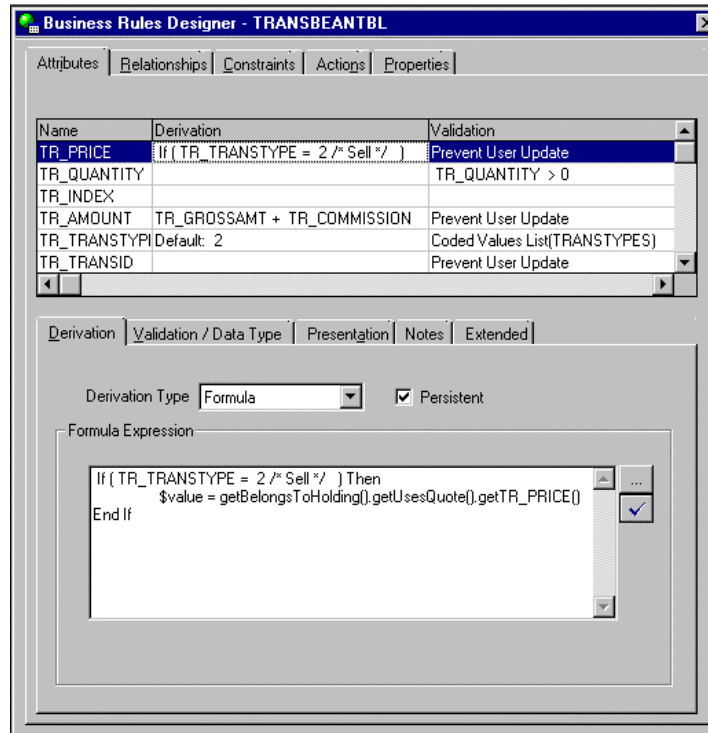 Business Rules Designer - TRANSBEANTBL
Attributes Relationships Constraints Actions Properties
Name Derivation Validation
TR_PRICE If ( TR_TRANSTYPE = 2 /* Sell */ ) Prevent User Update
TR_QUANTITY TR_QUANTITY > 0
TR_INDEX
TR_AMOUNT TR_GROSSAMT + TR_COMMISSION Prevent User Update
TR_TRANSTYPI Default: 2 Coded Values List(TRANSTYPES)
TR_TRANSID Prevent User Update
Derivation Validation / Data Type Presentation Notes Extended
Derivation Type Formula Persistent
Formula Expression
If ( TR_TRANSTYPE = 2 /* Sell */ ) Then
$value = getBelongsToHolding().getUsesQuote().getTR_PRICE()
End If
...